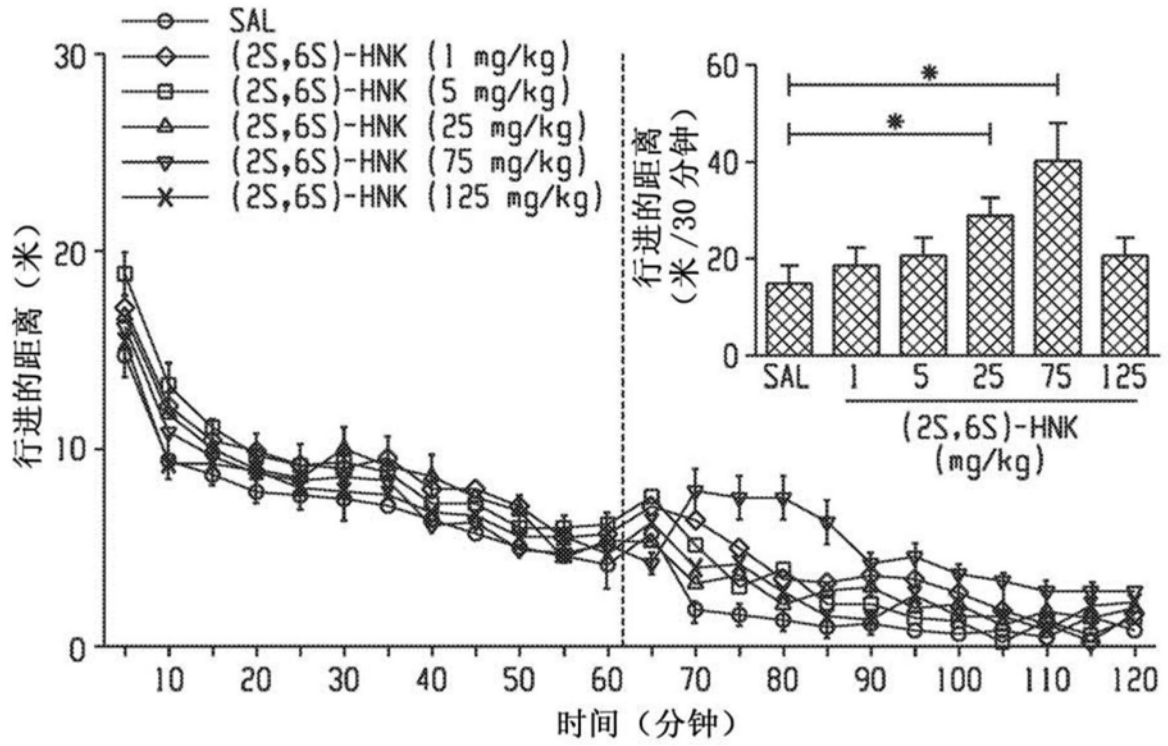 SAL
(2S,6S)-HNK (1 mg/kg)
(2S,6S)-HNK (5 mg/kg)
(2S,6S)-HNK (25 mg/kg)
(2S,6S)-HNK (75 mg/kg)
(2S,6S)-HNK (125 mg/kg)
30
20
10
0
行进的距离（米）
10 20 30 40 50 60 70 80 90 100 110 120
时间（分钟）
60
40
20
0
行进的距离
（米/30分钟）
*
*
SAL 1 5 25 75 125
(2S,6S)-HNK
(mg/kg)